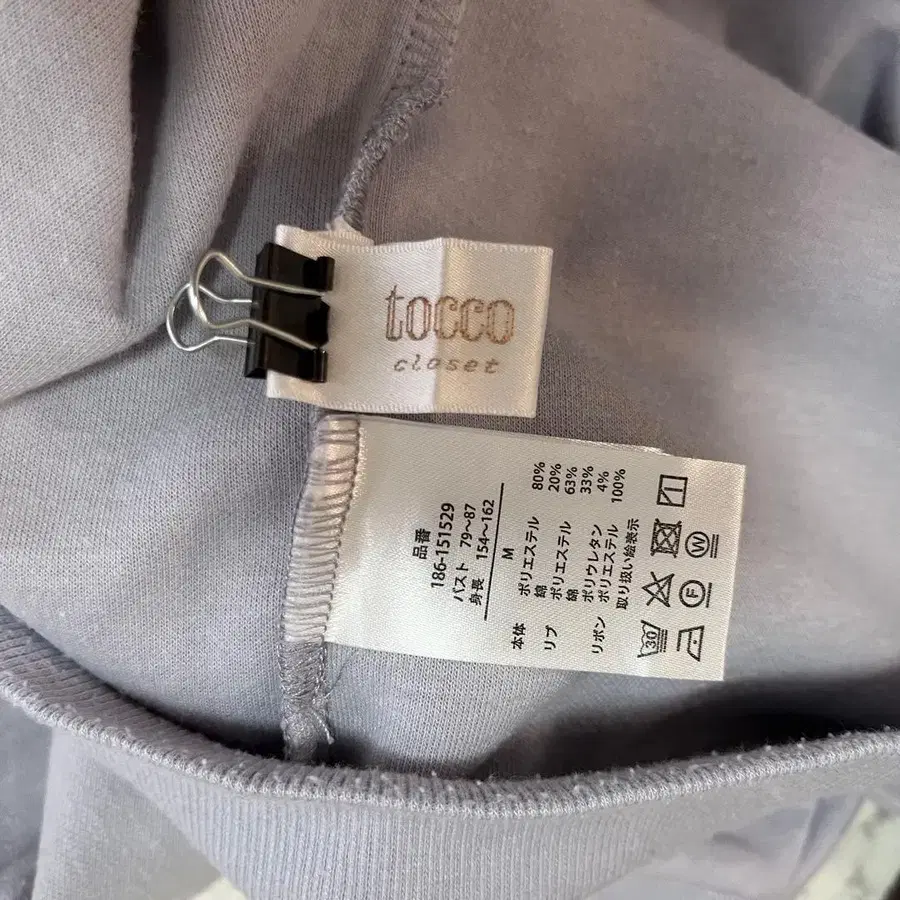 tocco
closet
品番
186-151529
バスト 79～87
身長 154～162
M
本体 ポリエステル 80%
綿 20%
リブ ポリエステル 63%
綿 33%
ポリウレタン 4%
リボン ポリエステル 100%
取り扱い絵表示
30
F W